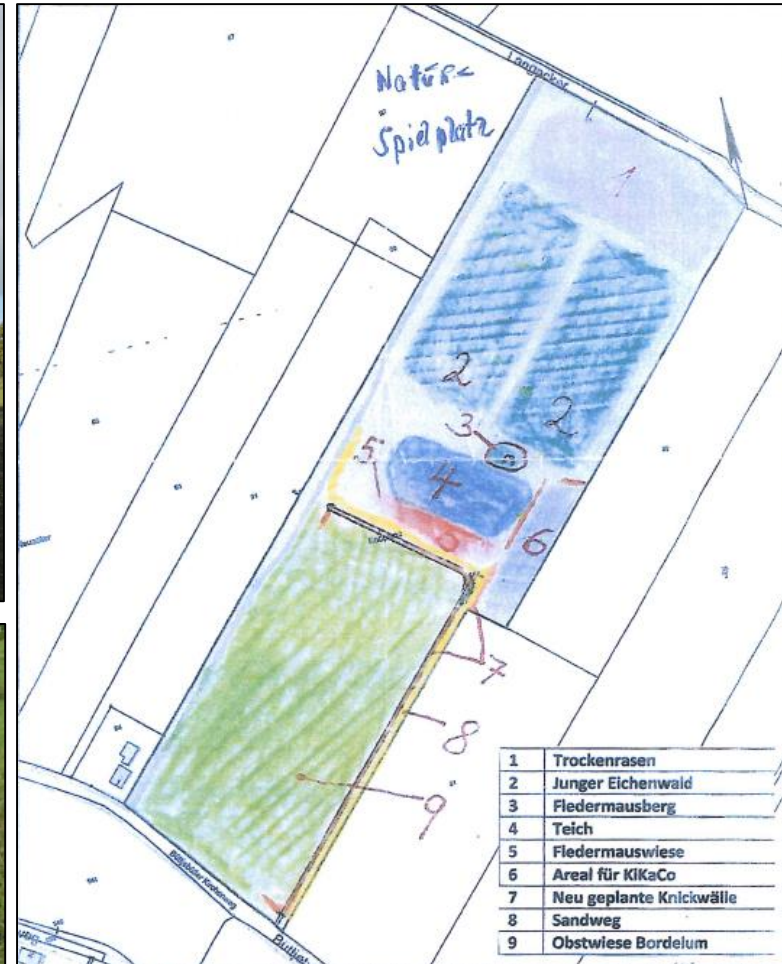 Natur-
Spielplatz
Langacker
1
2
2
3
4
5
6
7
8
9
1 Trockenrasen
2 Junger Eichenwald
3 Fledermausberg
4 Teich
5 Fledermauswiese
6 Areal für KiKaCo
7 Neu geplante Knickwälle
8 Sandweg
9 Obstwiese Bordelum